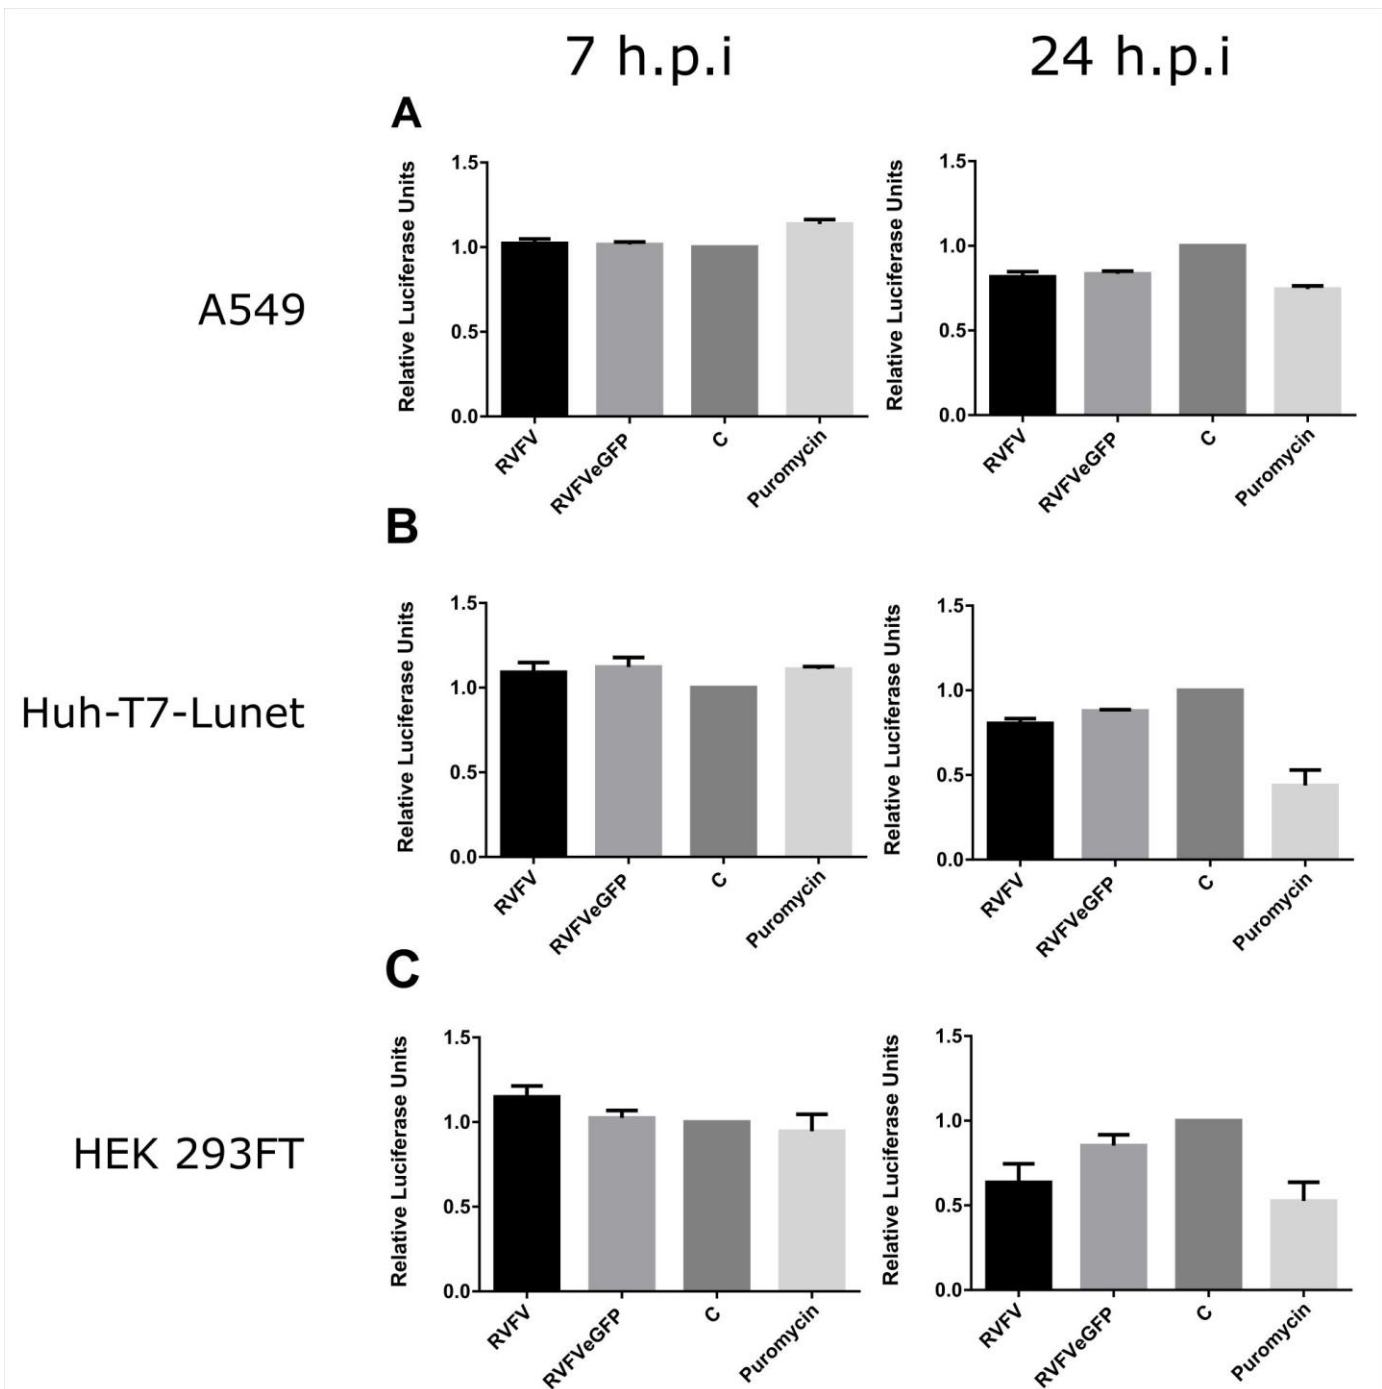 7 h.p.i
24 h.p.i
A
A549
Relative Luciferase Units
1.5
1.0
0.5
0.0
RVFV
RVFVeGFP
C
Puromycin
Relative Luciferase Units
1.5
1.0
0.5
0.0
RVFV
RVFVeGFP
C
Puromycin
B
Huh-T7-Lunet
Relative Luciferase Units
1.5
1.0
0.5
0.0
RVFV
RVFVeGFP
C
Puromycin
Relative Luciferase Units
1.5
1.0
0.5
0.0
RVFV
RVFVeGFP
C
Puromycin
C
HEK 293FT
Relative Luciferase Units
1.5
1.0
0.5
0.0
RVFV
RVFVeGFP
C
Puromycin
Relative Luciferase Units
1.5
1.0
0.5
0.0
RVFV
RVFVeGFP
C
Puromycin